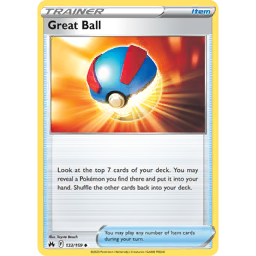 TRAINER
Item
Great Ball
Look at the top 7 cards of your deck. You may
reveal a Pokémon you find there and put it into your
hand. Shuffle the other cards back into your deck.
133/159
You may play any number of Item cards
during your turn.